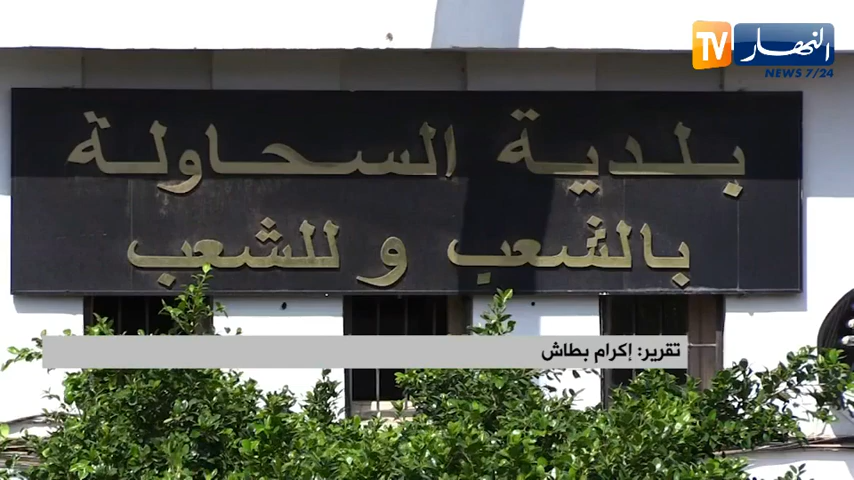 النهار TV
NEWS 7/24
بلدية السحاولة
بالشعب و للشعب
تقرير: إكرام بطاش